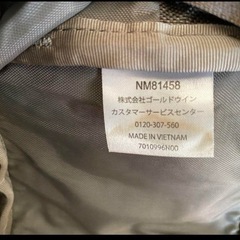 NM81458
株式会社ゴールドウイン
カスタマーサービスセンター
0120-307-560
MADE IN VIETNAM
7010996N00